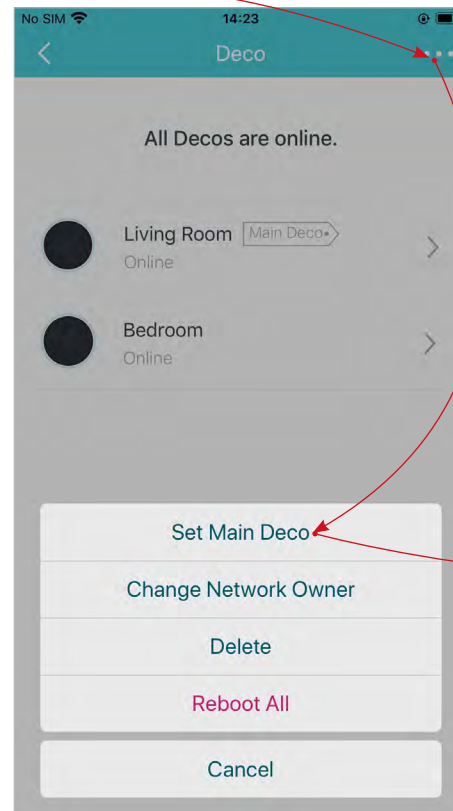 No SIM 14:23
Deco
All Decos are online.
Living Room Main Deco
Online
Bedroom
Online
Set Main Deco
Change Network Owner
Delete
Reboot All
Cancel